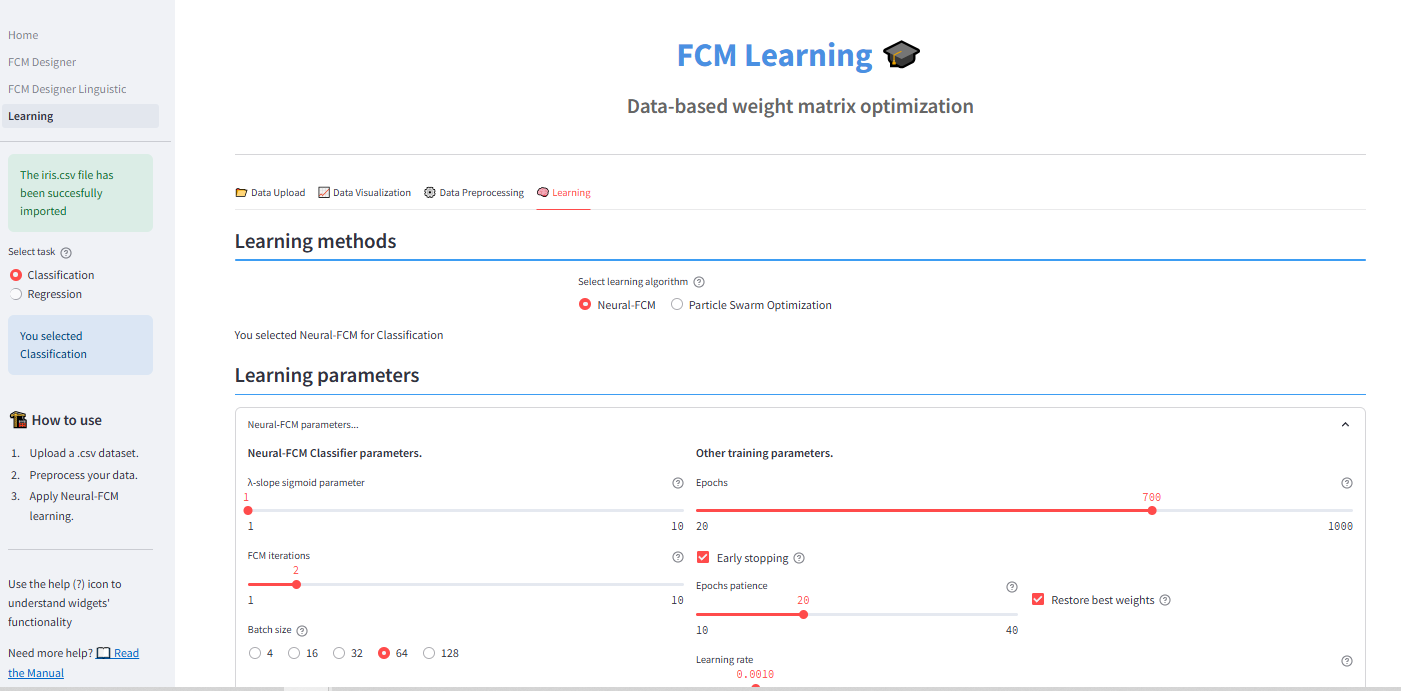 Home
FCM Designer
FCM Designer Linguistic
Learning
The iris.csv file has
been succesfully
imported
Select task
Classification
Regression
You selected
Classification
How to use
1. Upload a .csv dataset.
2. Preprocess your data.
3. Apply Neural-FCM
learning.
Use the help (?) icon to
understand widgets'
functionality
Need more help? Read
the Manual
FCM Learning
Data-based weight matrix optimization
Data Upload Data Visualization Data Preprocessing Learning
Learning methods
Select learning algorithm
Neural-FCM Particle Swarm Optimization
You selected Neural-FCM for Classification
Learning parameters
Neural-FCM parameters...
Neural-FCM Classifier parameters.
λ-slope sigmoid parameter
1
1 10
FCM iterations
2
1 10
Batch size
4 16 32 64 128
Other training parameters.
Epochs
700
20 1000
Early stopping
Epochs patience
20
10 40
Restore best weights
Learning rate
0.0010